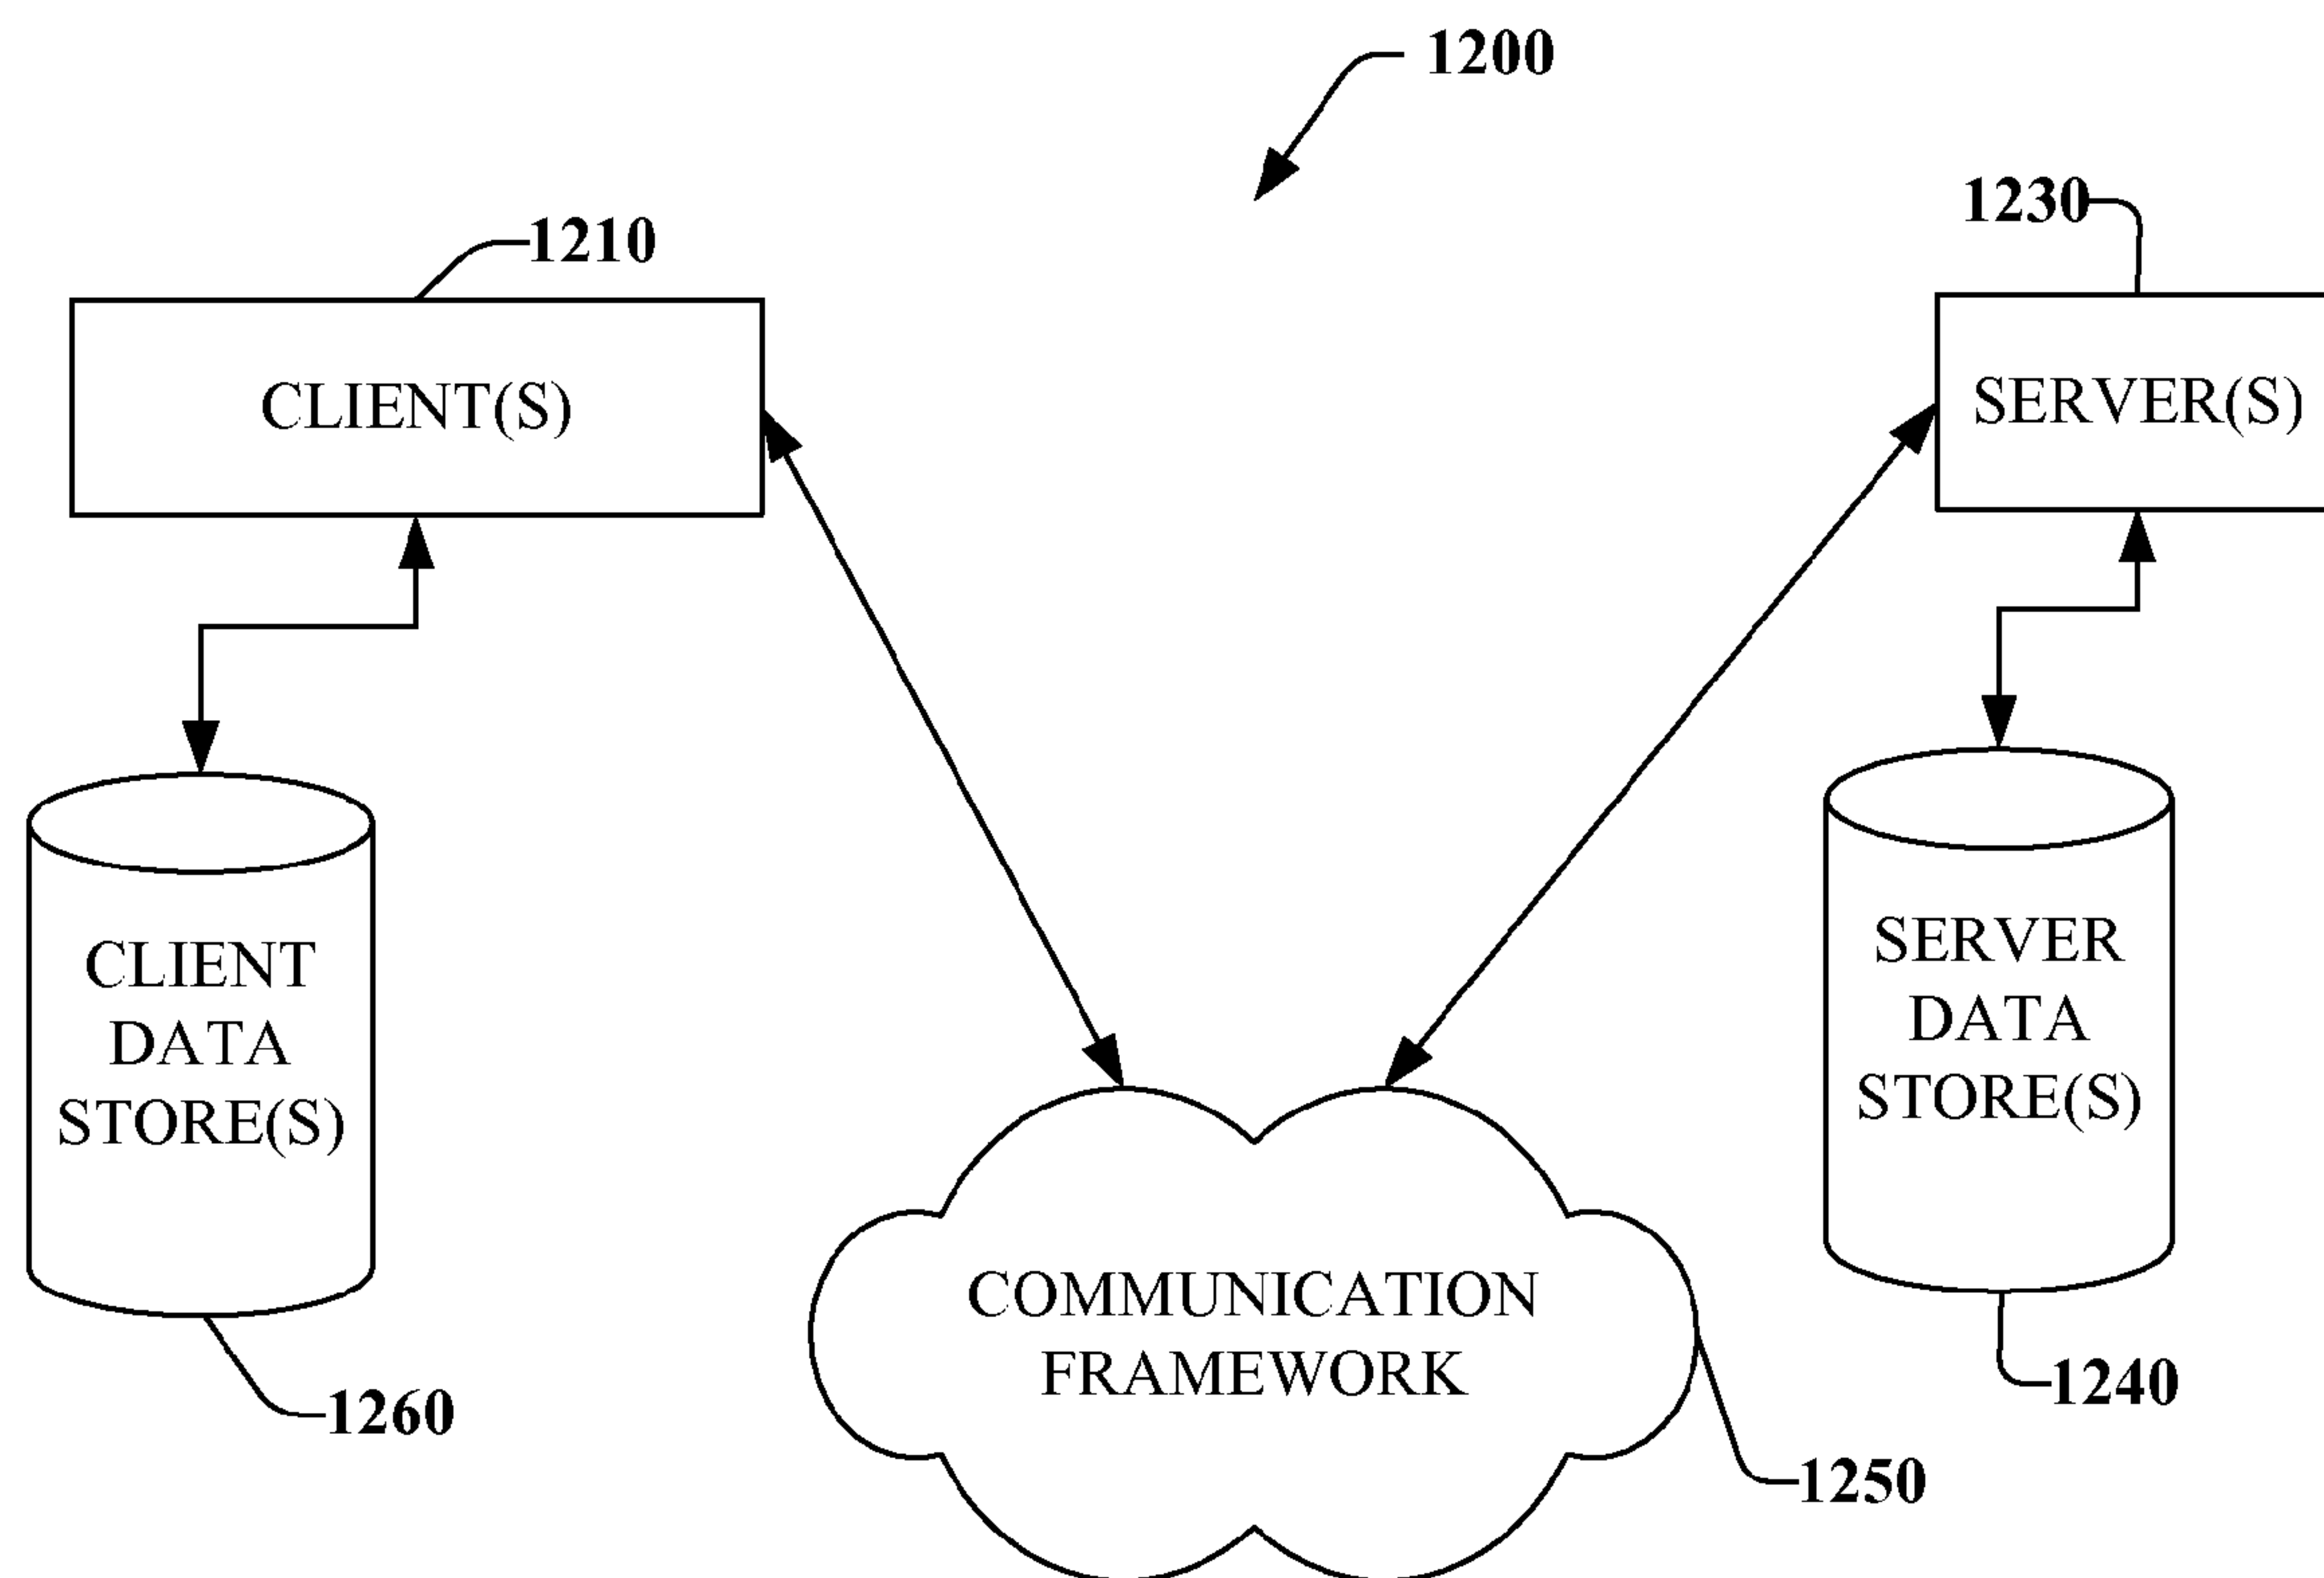 1200
1210
1230
CLIENT(S)
SERVER(S)
CLIENT
DATA
STORE(S)
SERVER
DATA
STORE(S)
COMMUNICATION
FRAMEWORK
1260
1240
1250